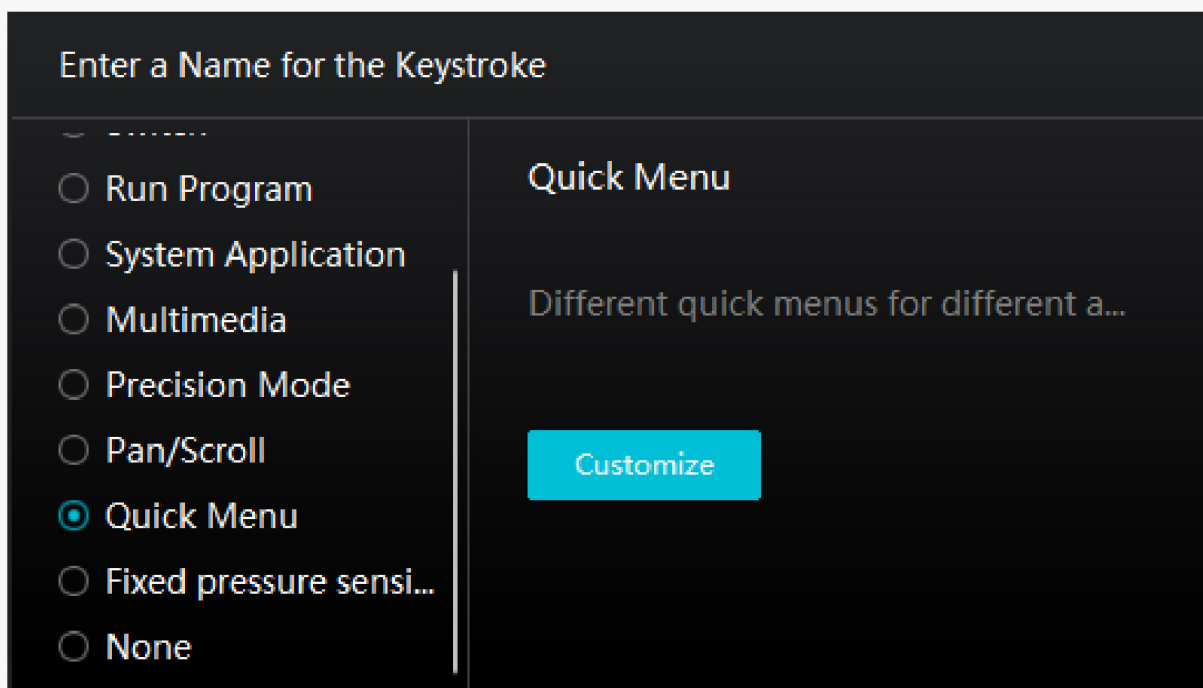 Enter a Name for the Keystroke
Run Program
System Application
Multimedia
Precision Mode
Pan/Scroll
Quick Menu
Fixed pressure sensi...
None
Quick Menu
Different quick menus for different a...
Customize